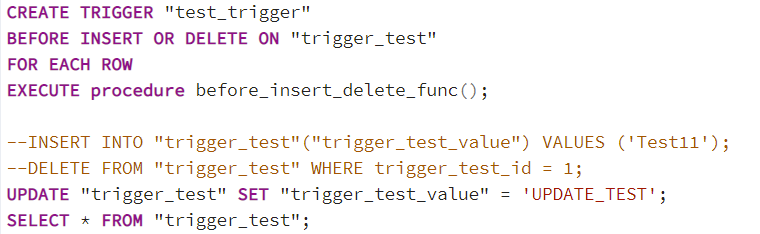 CREATE TRIGGER "test_trigger"
BEFORE INSERT OR DELETE ON "trigger_test"
FOR EACH ROW
EXECUTE procedure before_insert_delete_func();
--INSERT INTO "trigger_test"("trigger_test_value") VALUES ('Test11');
--DELETE FROM "trigger_test" WHERE trigger_test_id = 1;
UPDATE "trigger_test" SET "trigger_test_value" = 'UPDATE_TEST';
SELECT * FROM "trigger_test";